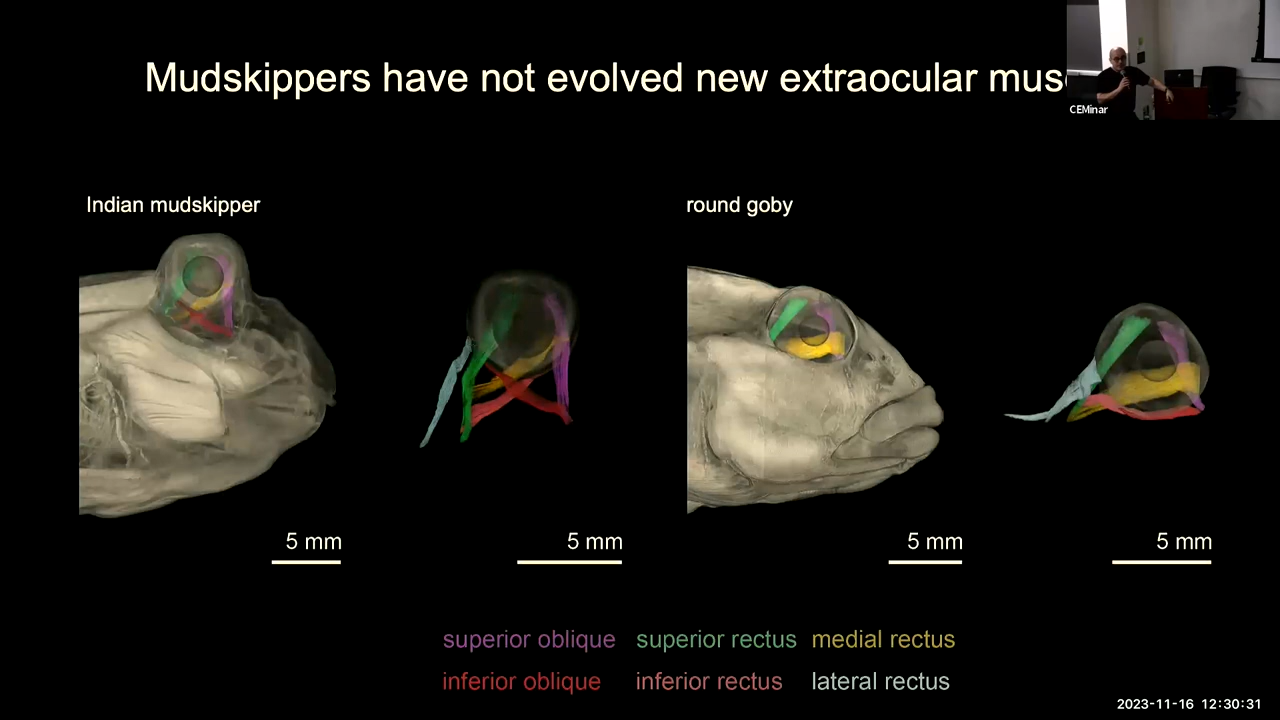 Mudskippers have not evolved new extraocular
CEMinar
Indian mudskipper
round goby
5 mm
5 mm
5 mm
5 mm
superior oblique superior rectus medial rectus
inferior oblique inferior rectus lateral rectus
2023-11-16 12:30:31